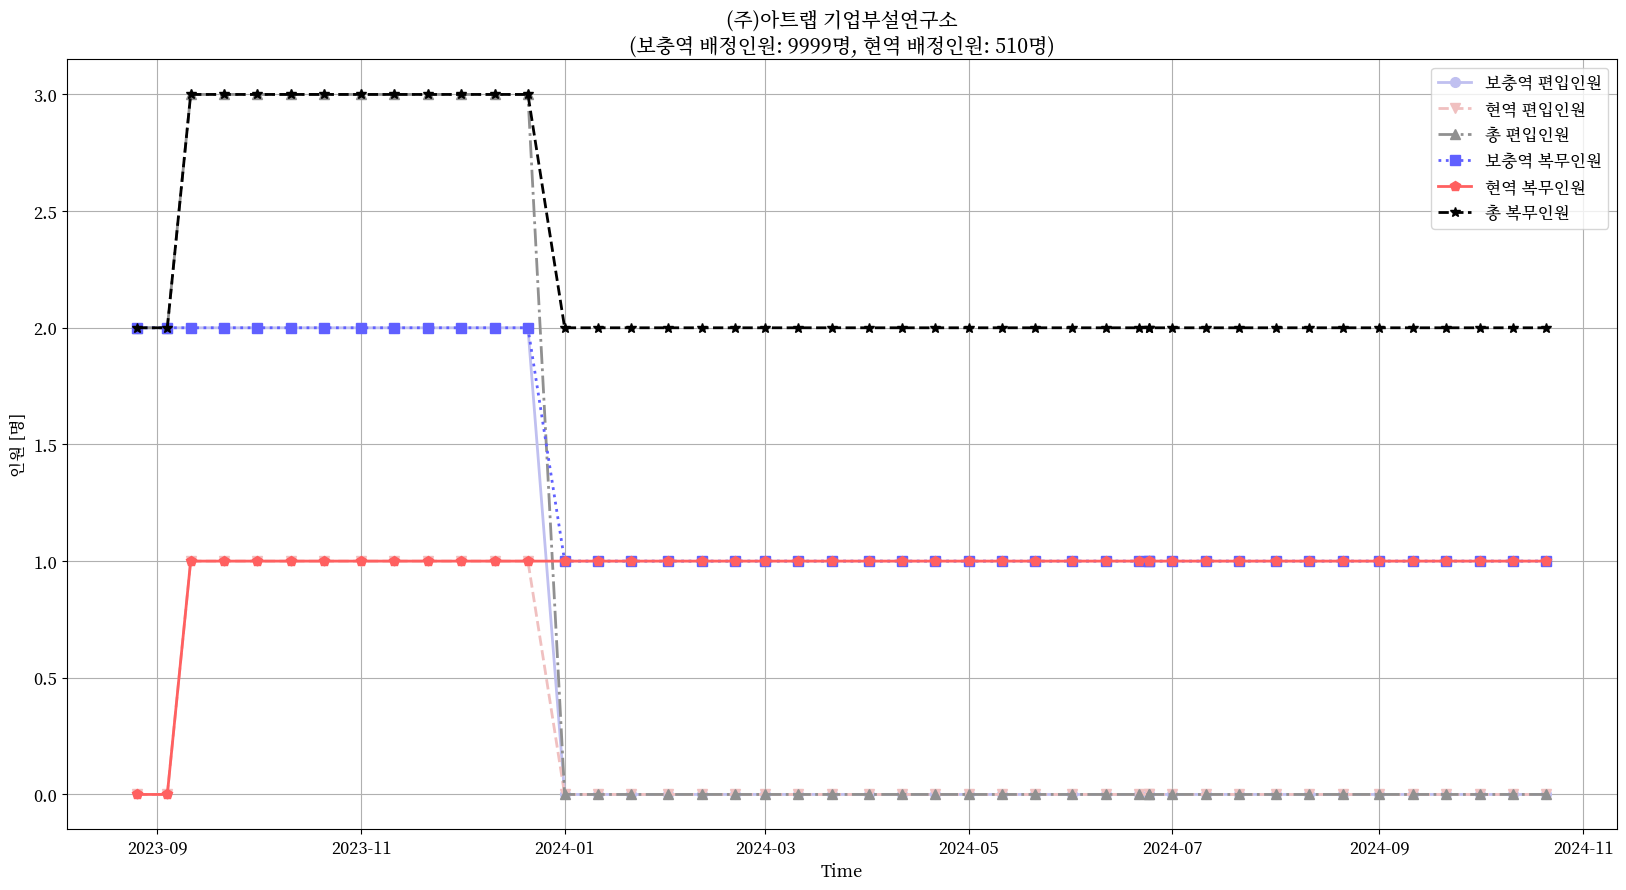 (주)아트랩 기업부설연구소
(보충역 배정인원: 9999명, 현역 배정인원: 510명)
보충역 편입인원
현역 편입인원
총 편입인원
보충역 복무인원
현역 복무인원
총 복무인원
인원 [명]
3.0
2.5
2.0
1.5
1.0
0.5
0.0
2023-09 2023-11 2024-01 2024-03 2024-05 2024-07 2024-09 2024-11
Time